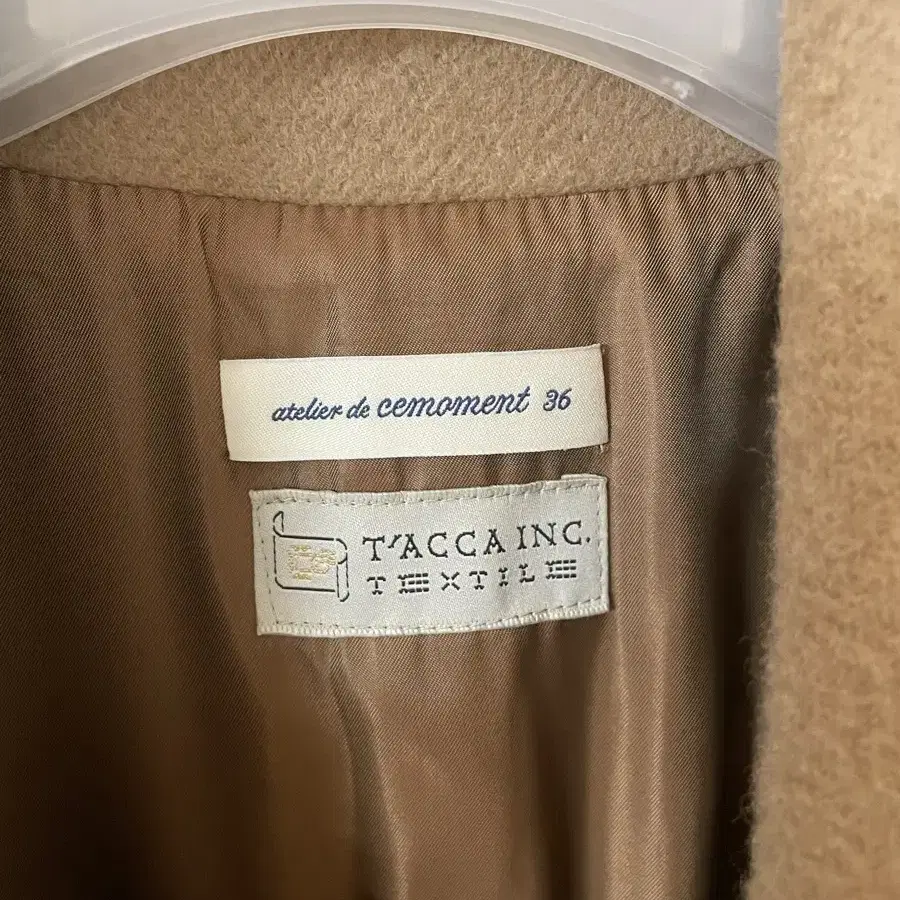 atelier de cemoment 36
T'ACCA INC.
TEXTILE